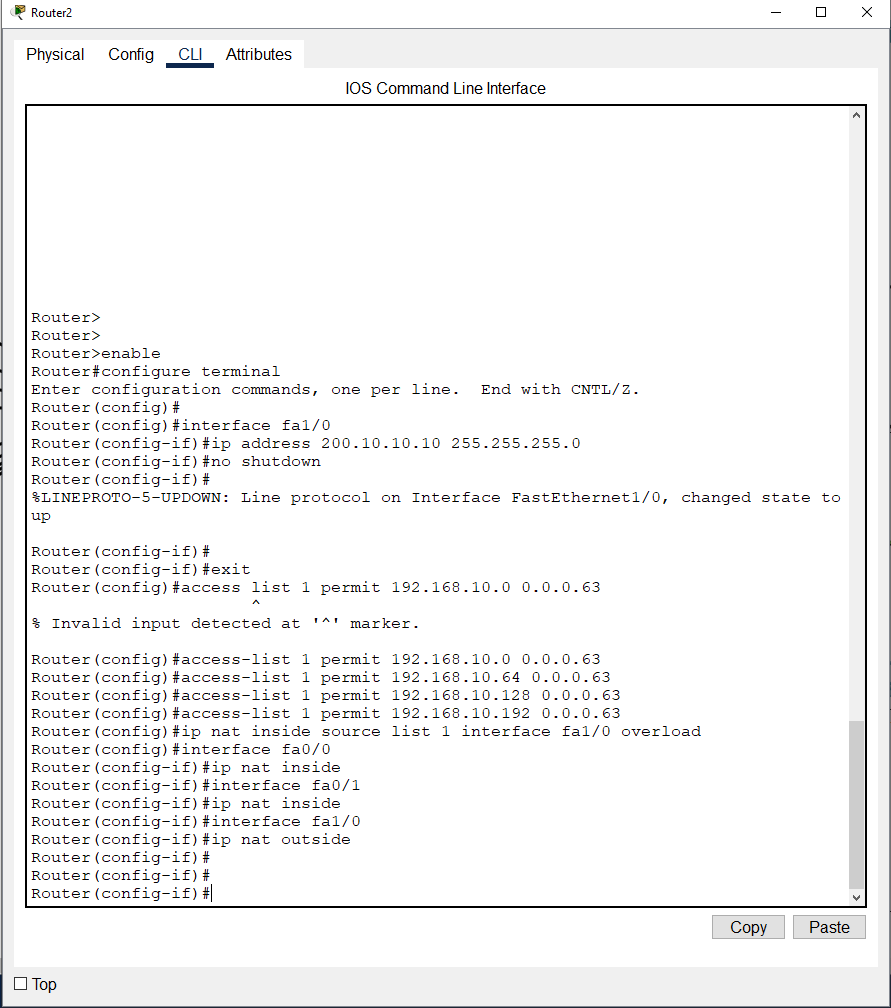 Router2
Physical Config CLI Attributes
IOS Command Line Interface
Router>
Router>
Router>enable
Router#configure terminal
Enter configuration commands, one per line.  End with CNTL/Z.
Router(config)#
Router(config)#interface fa1/0
Router(config-if)#ip address 200.10.10.10 255.255.255.0
Router(config-if)#no shutdown
Router(config-if)#
%LINEPROTO-5-UPDOWN: Line protocol on Interface FastEthernet1/0, changed state to
up
Router(config-if)#
Router(config-if)#exit
Router(config)#access list 1 permit 192.168.10.0 0.0.0.63
^
% Invalid input detected at '^' marker.
Router(config)#access-list 1 permit 192.168.10.0 0.0.0.63
Router(config)#access-list 1 permit 192.168.10.64 0.0.0.63
Router(config)#access-list 1 permit 192.168.10.128 0.0.0.63
Router(config)#access-list 1 permit 192.168.10.192 0.0.0.63
Router(config)#ip nat inside source list 1 interface fa1/0 overload
Router(config)#interface fa0/0
Router(config-if)#ip nat inside
Router(config-if)#interface fa0/1
Router(config-if)#ip nat inside
Router(config-if)#interface fa1/0
Router(config-if)#ip nat outside
Router(config-if)#
Router(config-if)#
Router(config-if)#
Copy Paste
Top